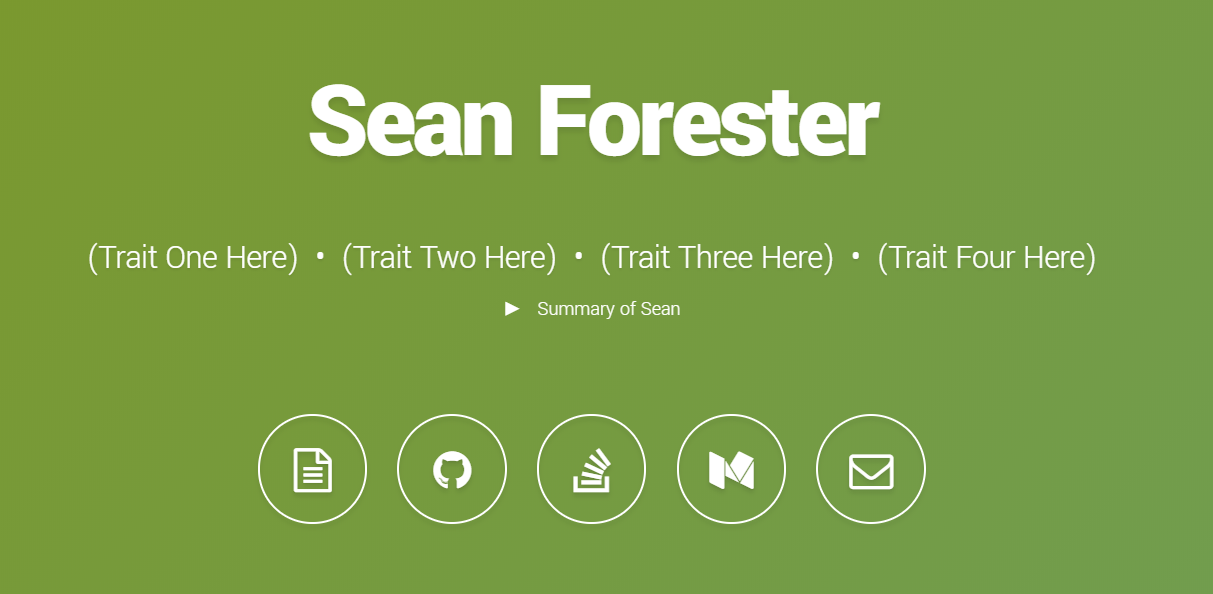 Sean Forester
(Trait One Here) • (Trait Two Here) • (Trait Three Here) • (Trait Four Here)
► Summary of Sean